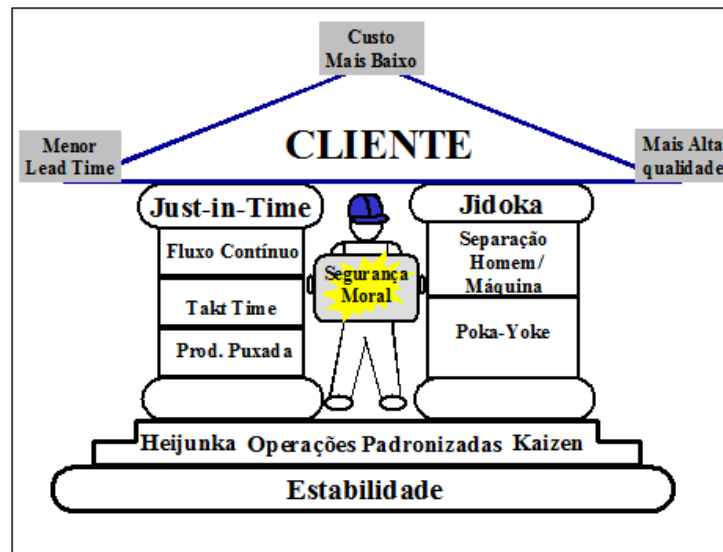 Custo
Mais Baixo
Menor
Lead Time
CLIENTE
Mais Alta
qualidade
Just-in-Time
Jidoka
Fluxo Contínuo
Takt Time
Prod. Puxada
Segurança
Moral
Separação
Homem/
Máquina
Poka-Yoke
Heijunka Operações Padronizadas Kaizen
Estabilidade